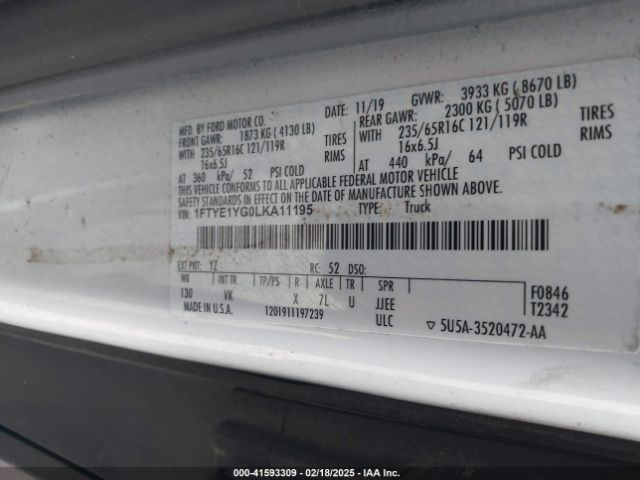 MFD. BY FORD MOTOR CO.
DATE: 11/19 GVWR: 3933 KG ( 8670 LB)
FRONT GAWR: 1873 KG ( 4130 LB)
REAR GAWR: 2300 KG ( 5070 LB)
WITH 235/65R16C 121/119R TIRES
WITH 235/65R16C 121/119R TIRES
16x6.5J RIMS
16x6.5J RIMS
AT 360 kPa/ 52 PSI COLD
AT 440 kPa/ 64 PSI COLD
THIS VEHICLE CONFORMS TO ALL APPLICABLE FEDERAL MOTOR VEHICLE
SAFETY STANDARDS IN EFFECT ON THE DATE OF MANUFACTURE SHOWN ABOVE.
VIN: 1FTYE1YG0LKA11195 TYPE: Truck
EXT PNT: YZ RC: 52 DSO:
WB INT TR TP/PS R AXLE TR SPR
130 VK X 7L U JJEE
F0846
T2342
MADE IN U.S.A. 1201911197239 ULC ▽ 5U5A-3520472-AA
000-41593309 | 02/18/2025 - IAA Inc.